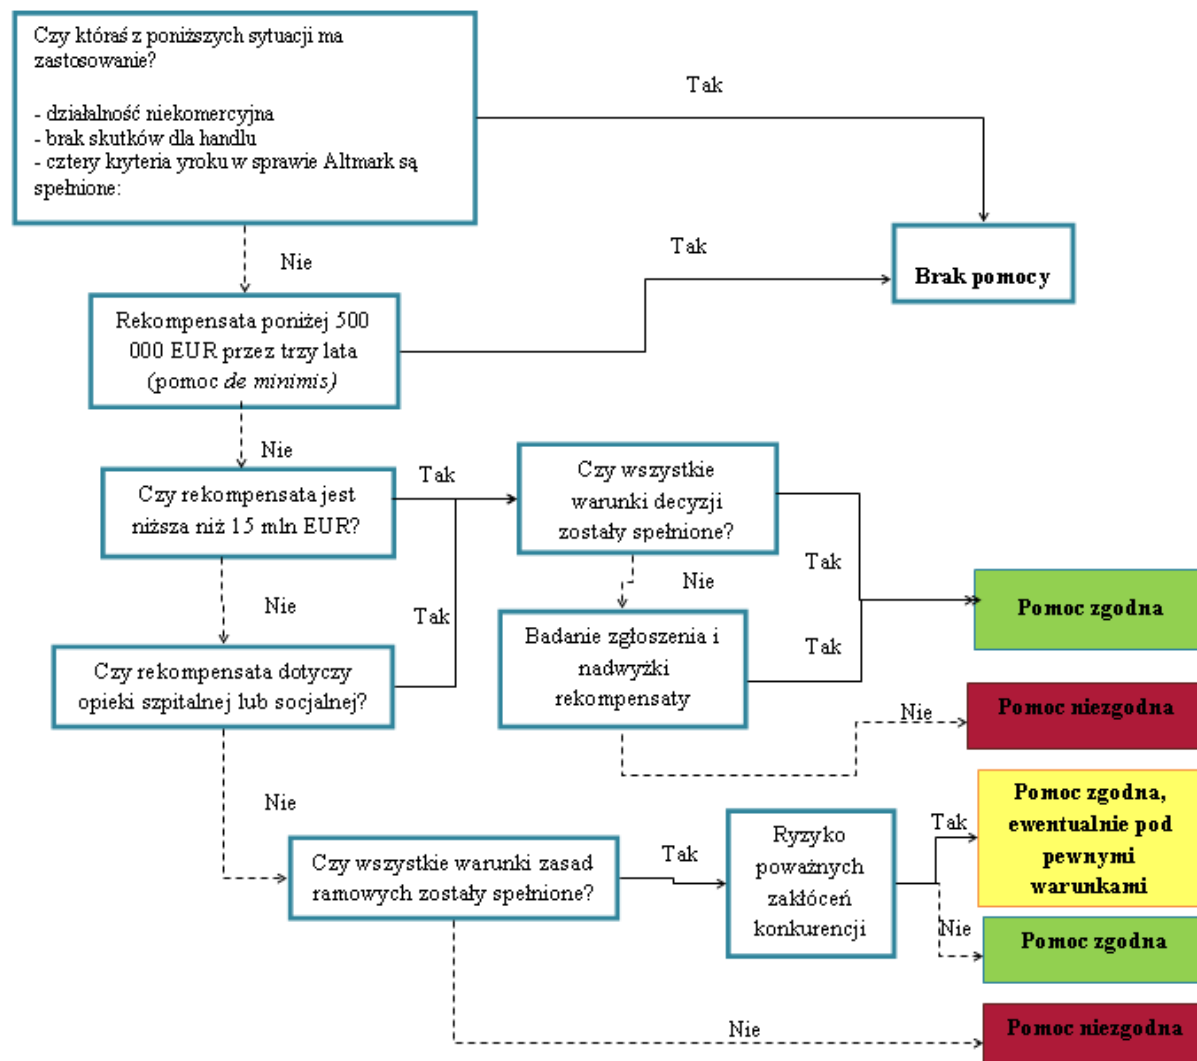 Czy któraś z poniższych sytuacji ma
zastosowanie?
- działalność niekomercyjna
- brak skutków dla handlu
- cztery kryteria yroku w sprawie Altmark są
spełnione:
Tak
Nie
Tak
Brak pomocy
Rekompensata poniżej 500
000 EUR przez trzy lata
(pomoc de minimis)
Nie
Czy rekompensata jest
niższa niż 15 mln EUR?
Tak
Czy wszystkie
warunki decyzji
zostały spełnione?
Tak
Nie
Nie
Tak
Pomoc zgodna
Czy rekompensata dotyczy
opieki szpitalnej lub socjalnej?
Badanie zgłoszenia i
nadwyżki
rekompensaty
Tak
Nie
Pomoc niezgodna
Nie
Czy wszystkie warunki zasad
ramowych zostały spełnione?
Tak
Ryzyko
poważnych
zakłóceń
konkurencji
Tak
Pomoc zgodna,
ewentualnie pod
pewnymi
warunkami
Nie
Pomoc zgodna
Nie
Pomoc niezgodna